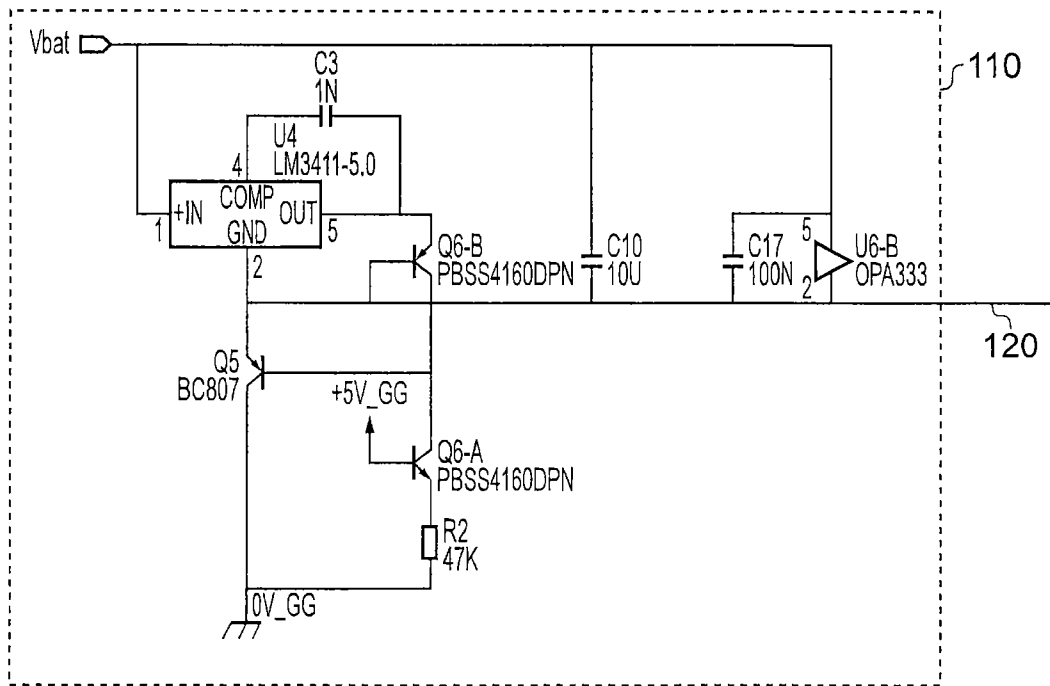 Vbat
110
C3
1N
U4
LM3411-5.0
4
+IN
COMP
OUT
GND
1
5
2
Q6-B
PBSS4160DPN
C10
10U
C17
100N
5
2
U6-B
OPA333
120
Q5
BC807
+5V_GG
Q6-A
PBSS4160DPN
R2
47K
0V_GG